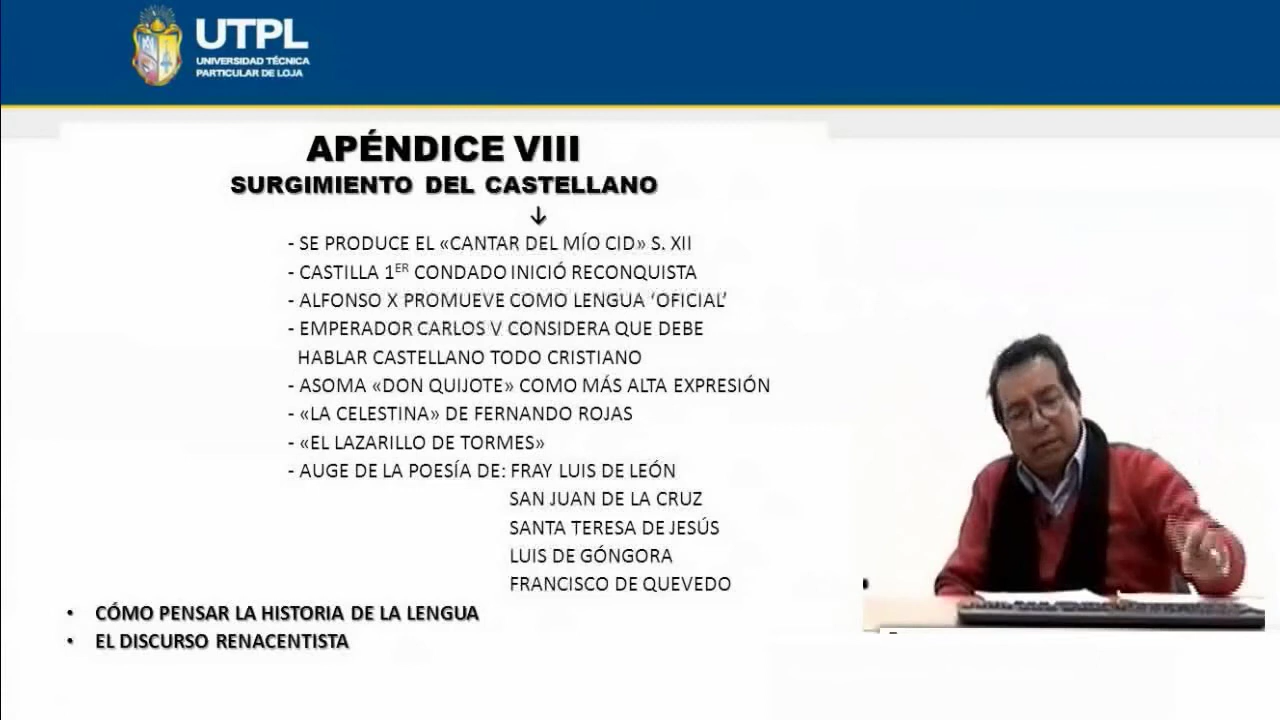 UTPL
UNIVERSIDAD TÉCNICA
PARTICULAR DE LOJA
APÉNDICE VIII
SURGIMIENTO DEL CASTELLANO
↓
- SE PRODUCE EL «CANTAR DEL MÍO CID» S. XII
- CASTILLA 1ER CONDADO INICIÓ RECONQUISTA
- ALFONSO X PROMUEVE COMO LENGUA ‘OFICIAL’
- EMPERADOR CARLOS V CONSIDERA QUE DEBE
HABLAR CASTELLANO TODO CRISTIANO
- ASOMA «DON QUIJOTE» COMO MÁS ALTA EXPRESIÓN
- «LA CELESTINA» DE FERNANDO ROJAS
- «EL LAZARILLO DE TORMES»
- AUGE DE LA POESÍA DE: FRAY LUIS DE LEÓN
SAN JUAN DE LA CRUZ
SANTA TERESA DE JESÚS
LUIS DE GÓNGORA
FRANCISCO DE QUEVEDO
• CÓMO PENSAR LA HISTORIA DE LA LENGUA
• EL DISCURSO RENACENTISTA